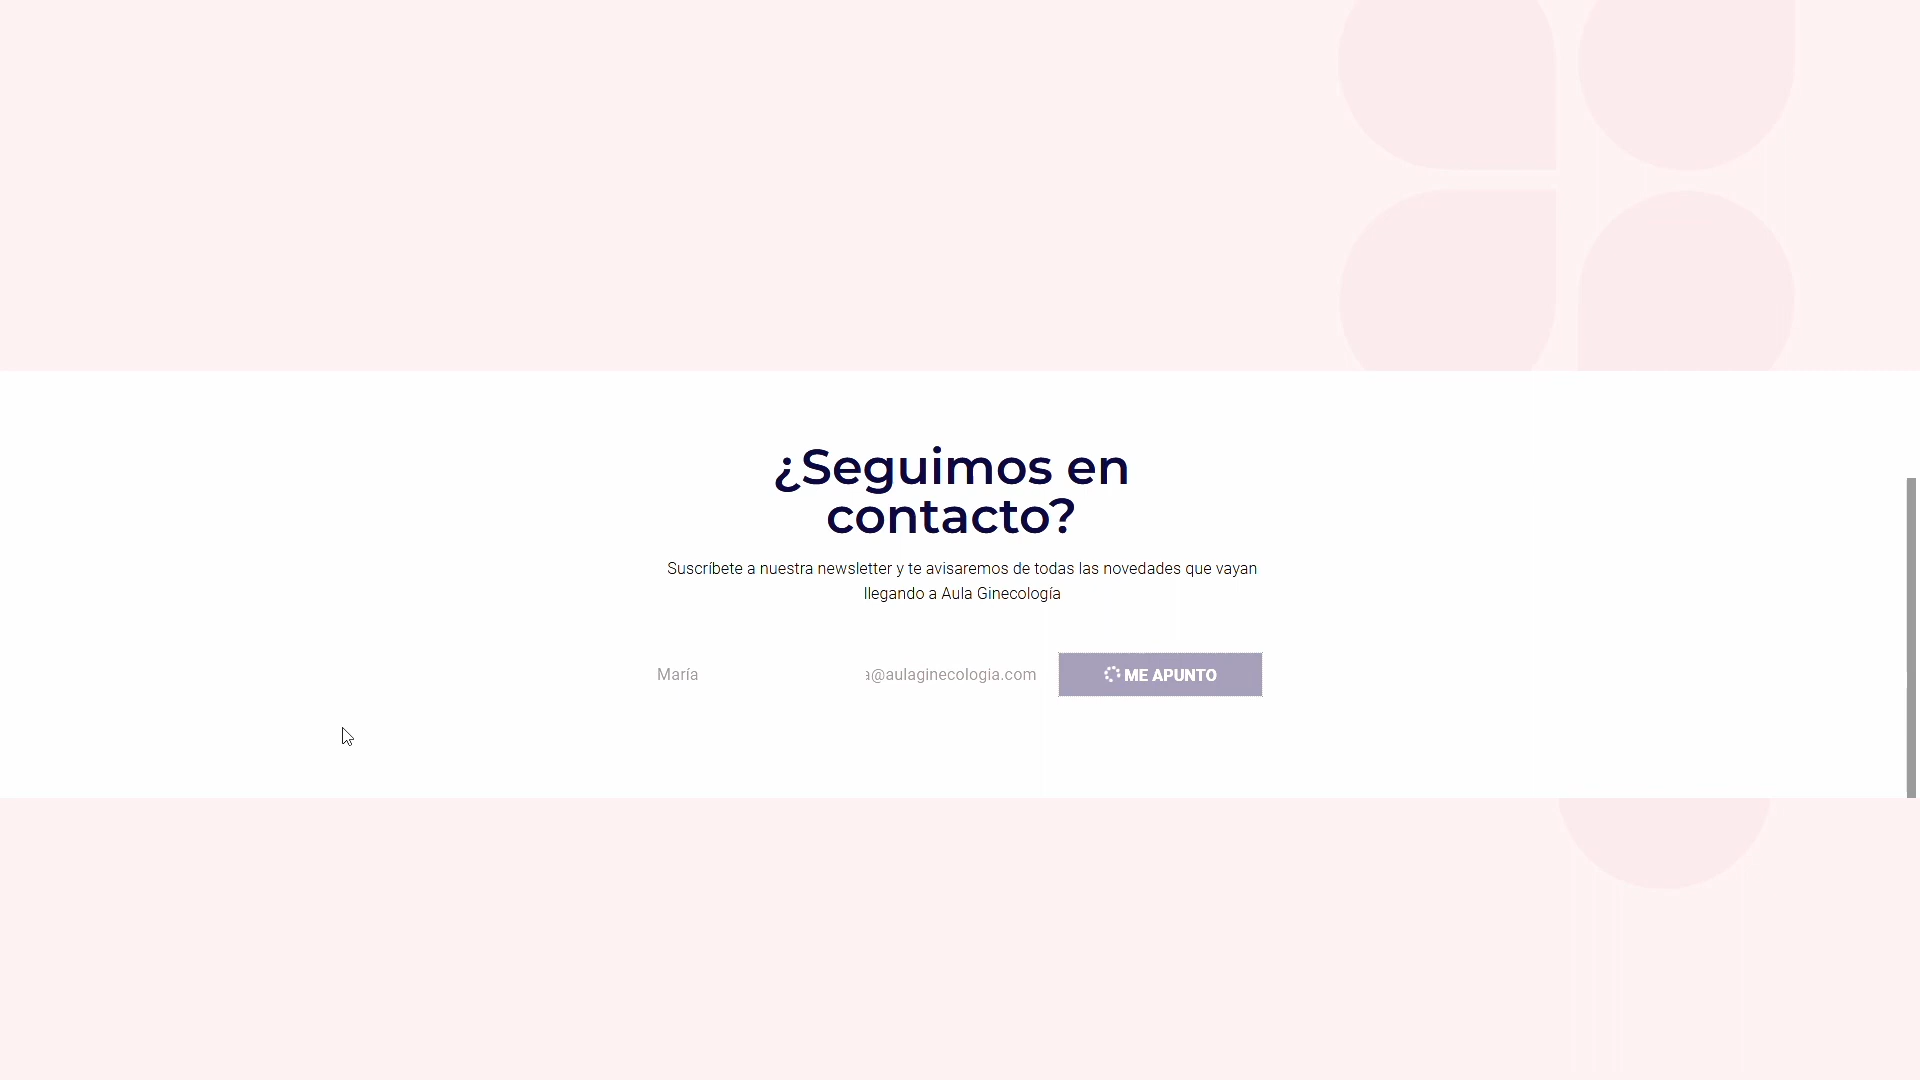 ¿Seguimos en
contacto?
Suscríbete a nuestra newsletter y te avisaremos de todas las novedades que vayan
llegando a Aula Ginecología
María
a@aulaginecologia.com
ME APUNTO